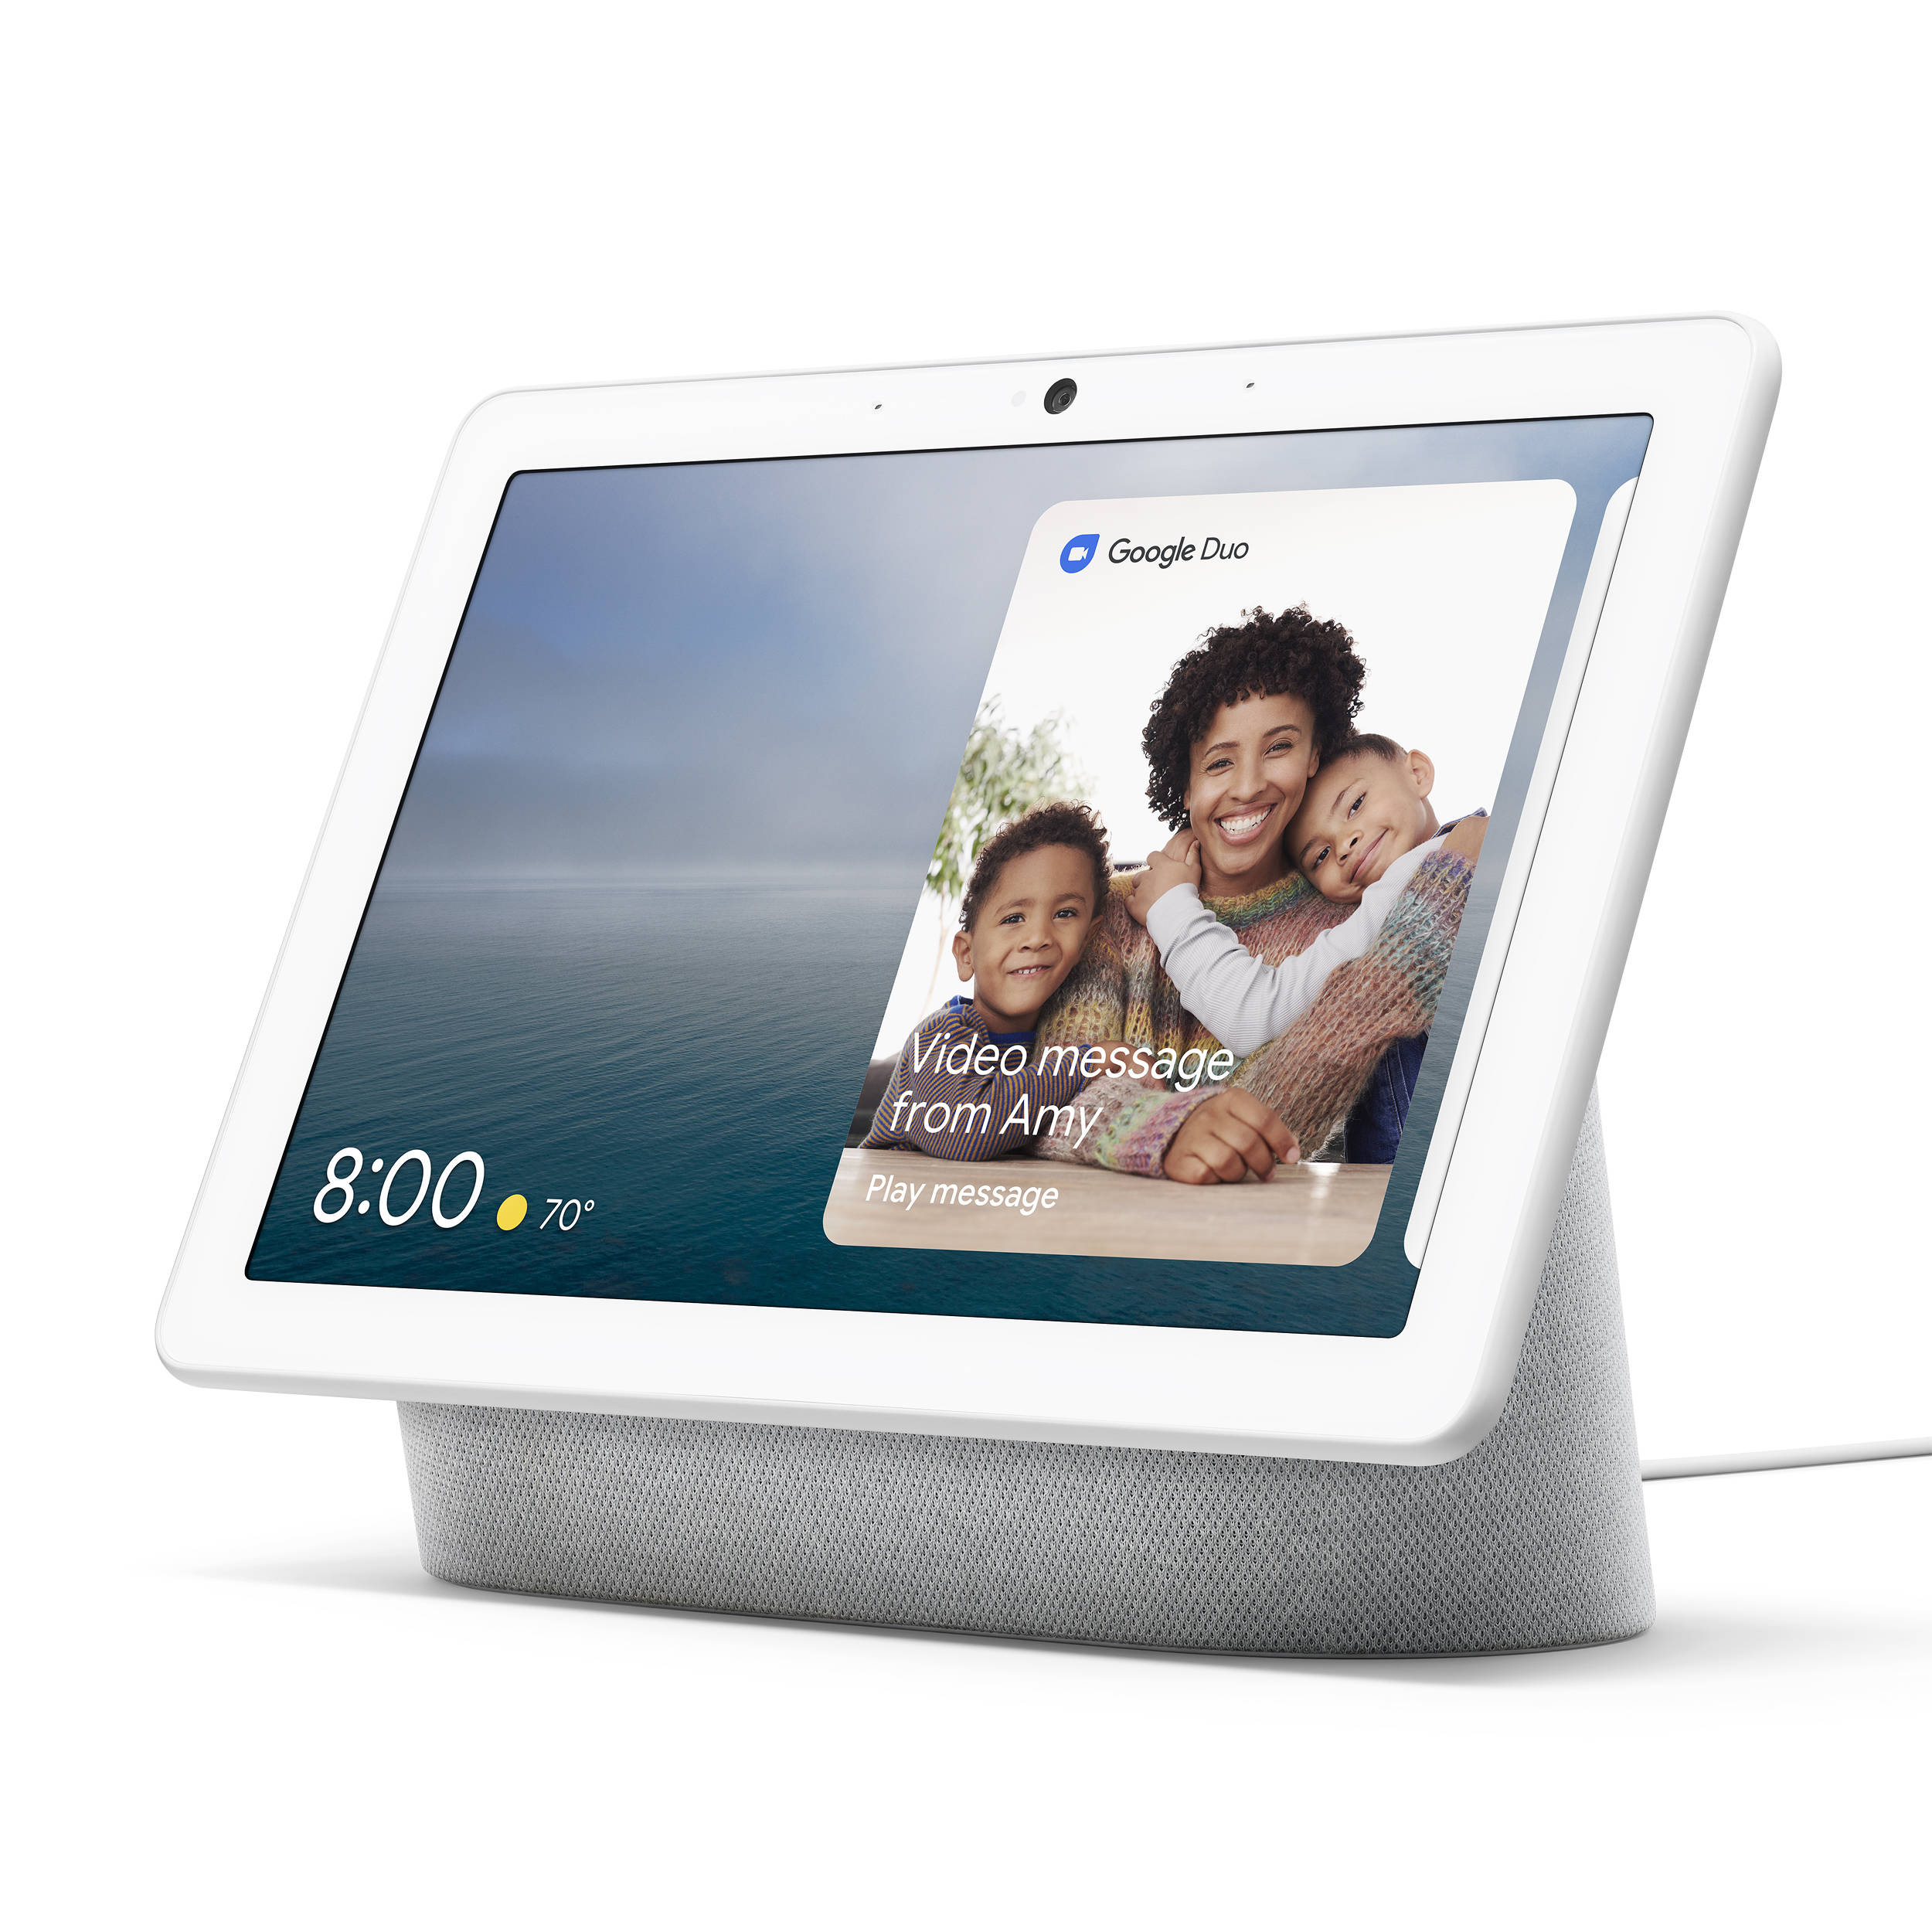 Google Duo
Video message
from Amy
Play message
8:00 70°